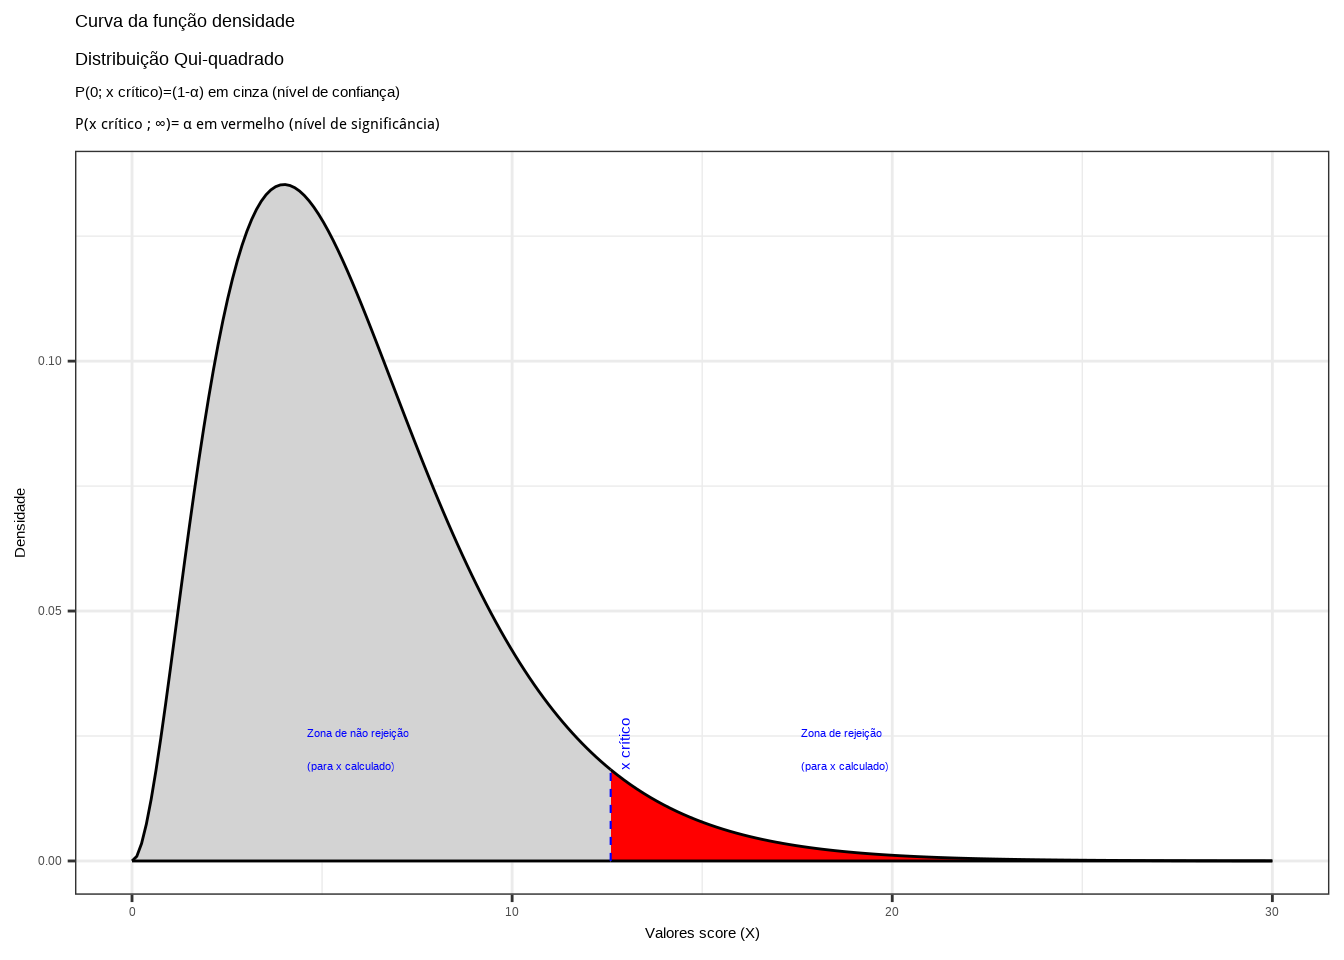 Curva da função densidade
Distribuição Qui-quadrado
P(0; x crítico)=(1-α) em cinza (nível de confiança)
P(x crítico ; ∞)= α em vermelho (nível de significância)
0.10
0.05
0.00
Densidade
Zona de não rejeição
(para x calculado)
x crítico
Zona de rejeição
(para x calculado)
0
10
20
30
Valores score (X)